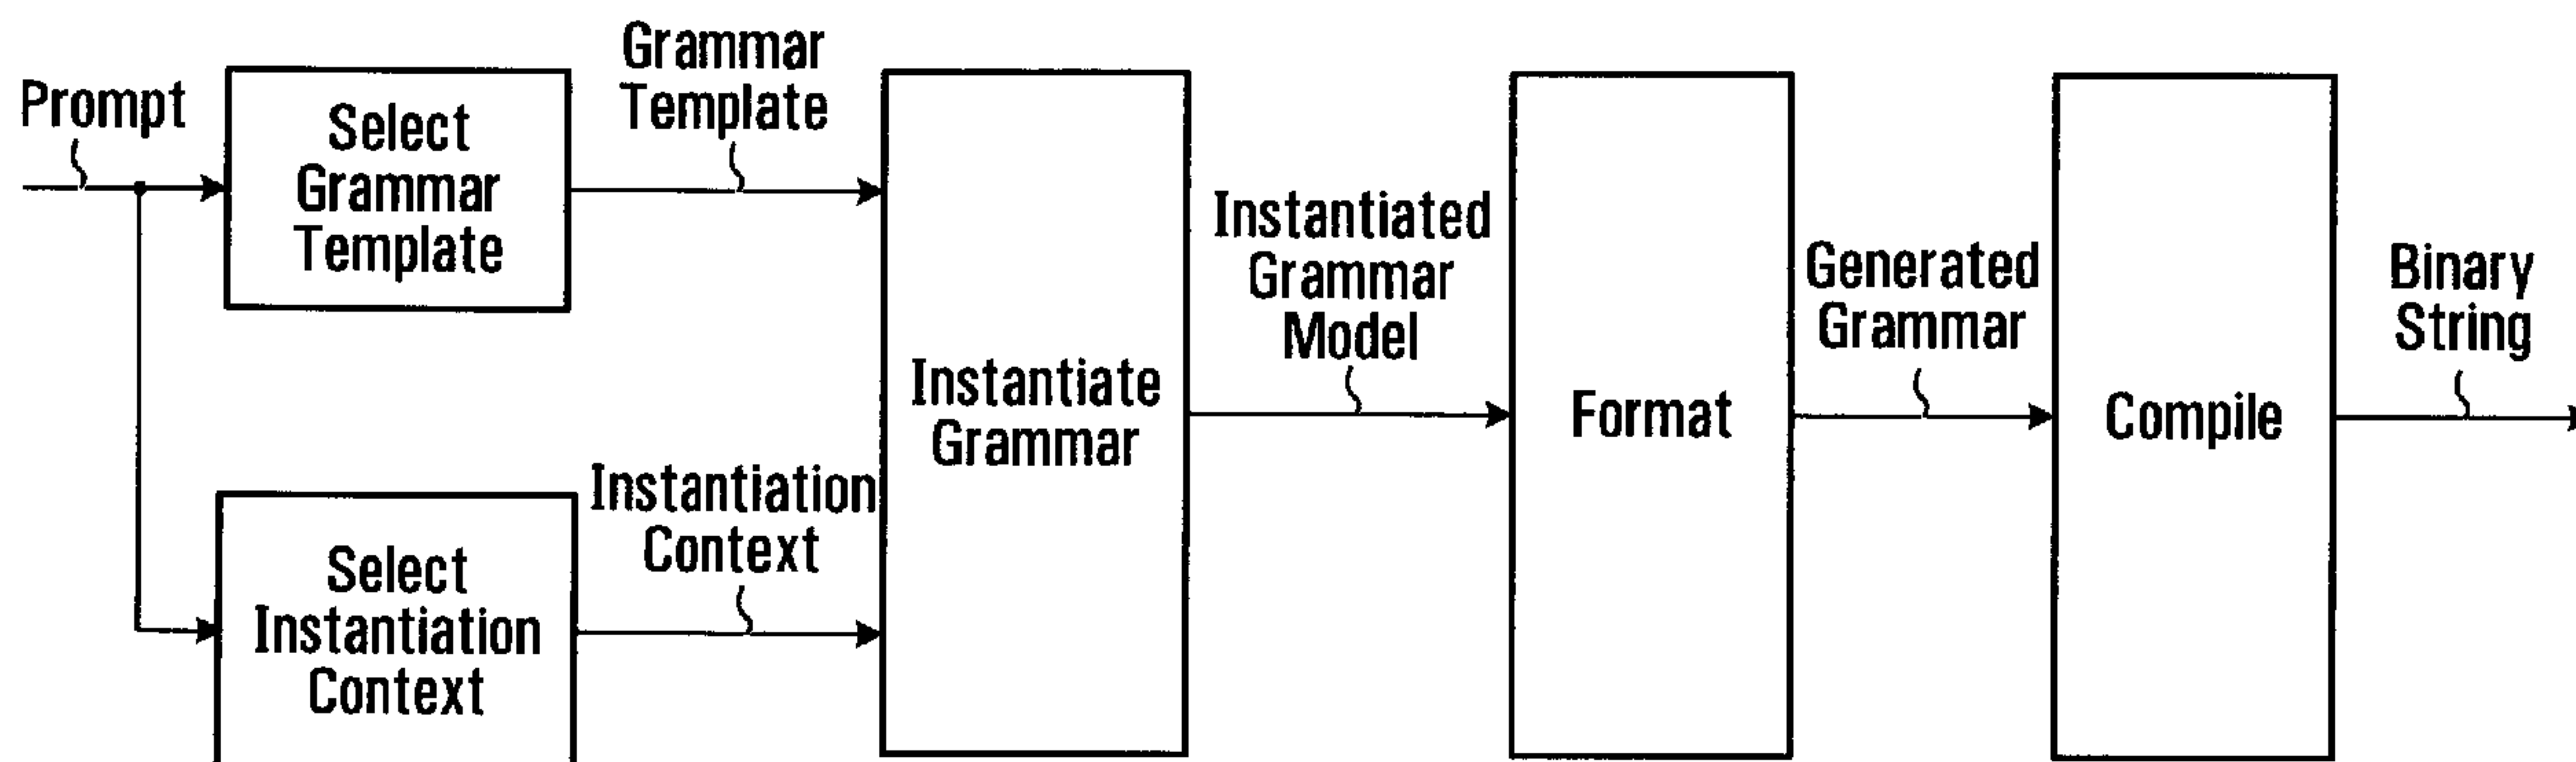 Prompt
Select
Grammar
Template
Grammar
Template
Select
Instantiation
Context
Instantiation
Context
Instantiate
Grammar
Instantiated
Grammar
Model
Format
Generated
Grammar
Compile
Binary
String